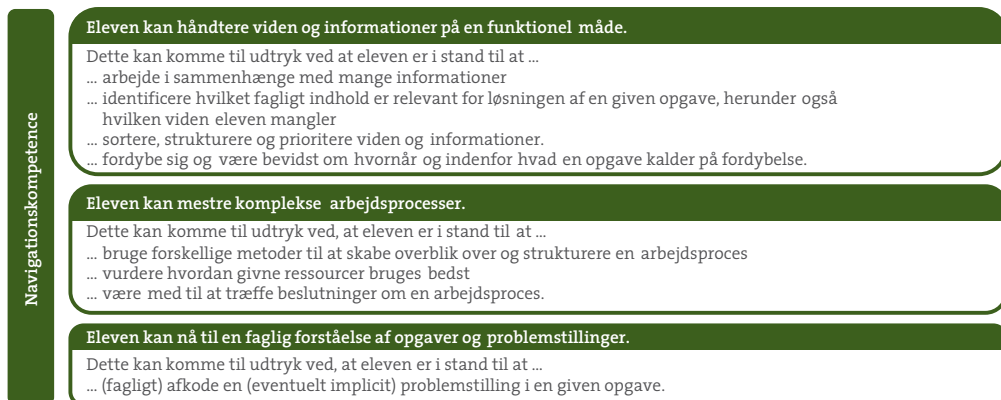 Navigationskompetence
Eleven kan håndtere viden og informationer på en funktionel måde.
Dette kan komme til udtryk ved at eleven er i stand til at ...
... arbejde i sammenhænge med mange informationer
... identificere hvilket fagligt indhold er relevant for løsningen af en given opgave, herunder også
hvilken viden eleven mangler
... sortere, strukturere og prioritere viden og informationer.
... fordybe sig og være bevidst om hvornår og indenfor hvad en opgave kalder på fordybelse.
Eleven kan mestre komplekse arbejdsprocesser.
Dette kan komme til udtryk ved, at eleven er i stand til at ...
... bruge forskellige metoder til at skabe overblik over og strukturere en arbejdsproces
... vurdere hvordan givne ressourcer bruges bedst
... være med til at træffe beslutninger om en arbejdsproces.
Eleven kan nå til en faglig forståelse af opgaver og problemstillinger.
Dette kan komme til udtryk ved, at eleven er i stand til at ...
... (fagligt) afkode en (eventuelt implicit) problemstilling i en given opgave.